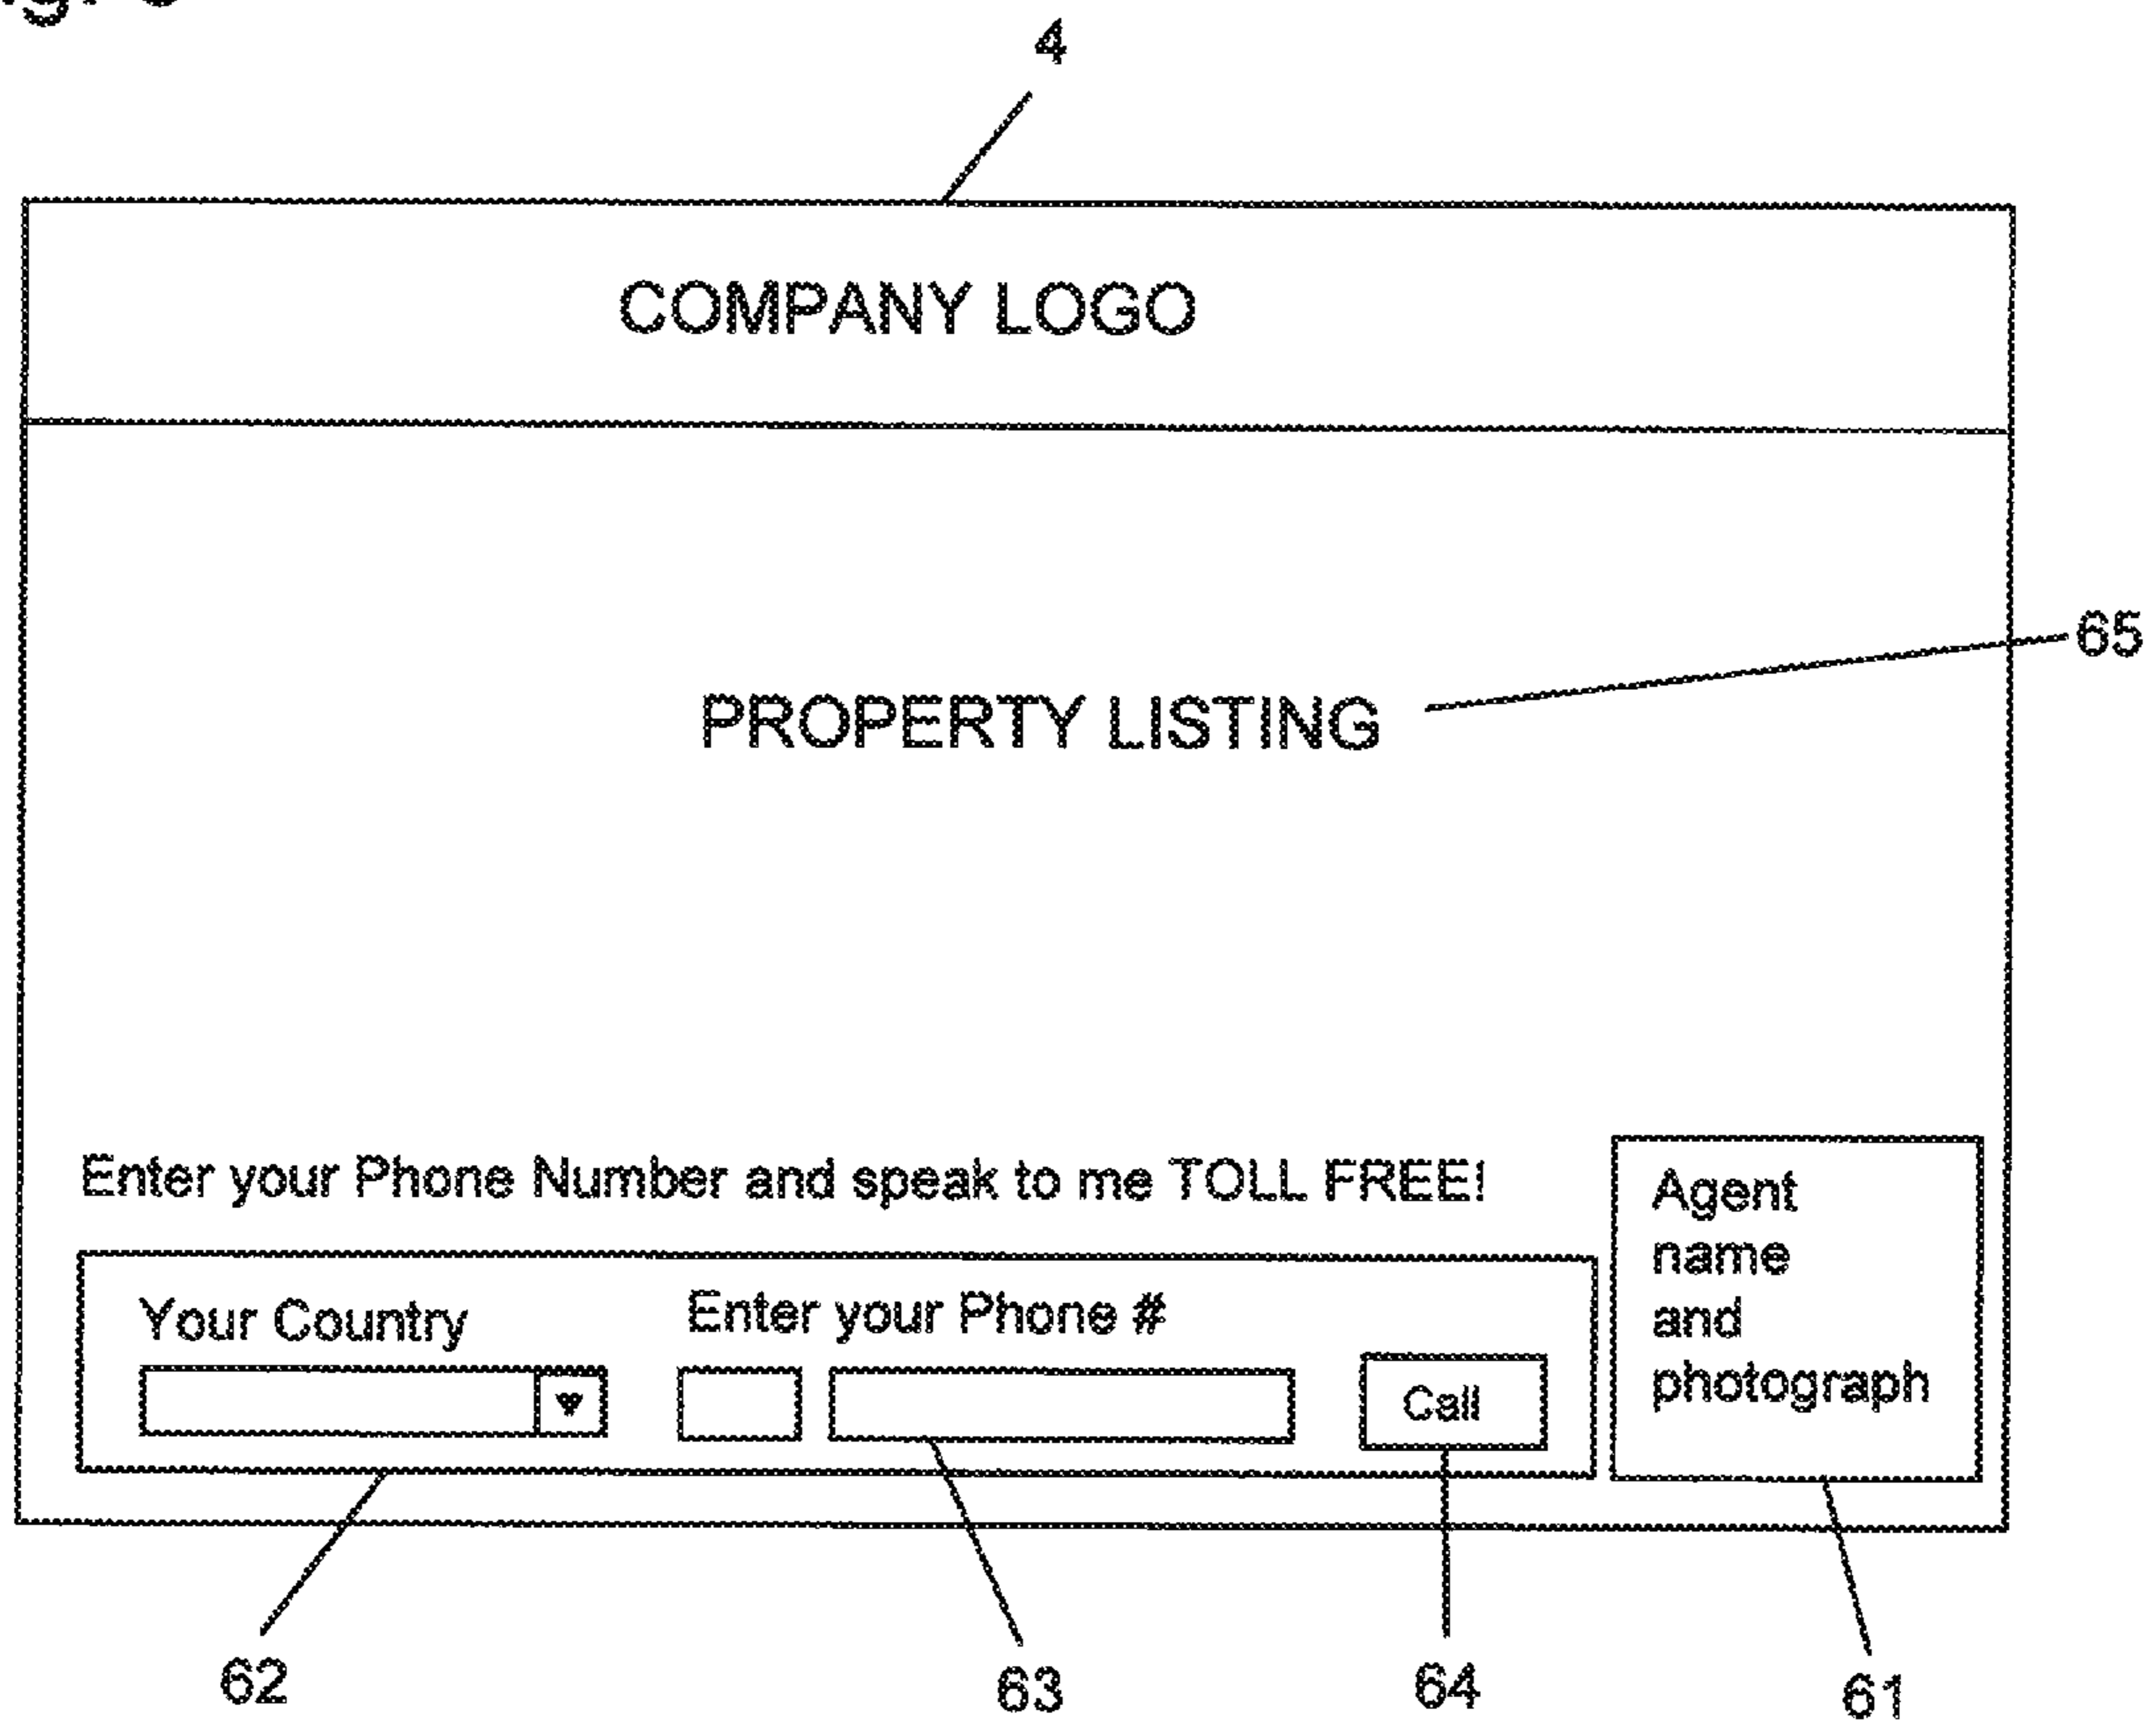 4
COMPANY LOGO
65
PROPERTY LISTING
Enter your Phone Number and speak to me TOLL FREE!
Agent
name
and
photograph
Your Country
Enter your Phone #
Call
62
63
64
61